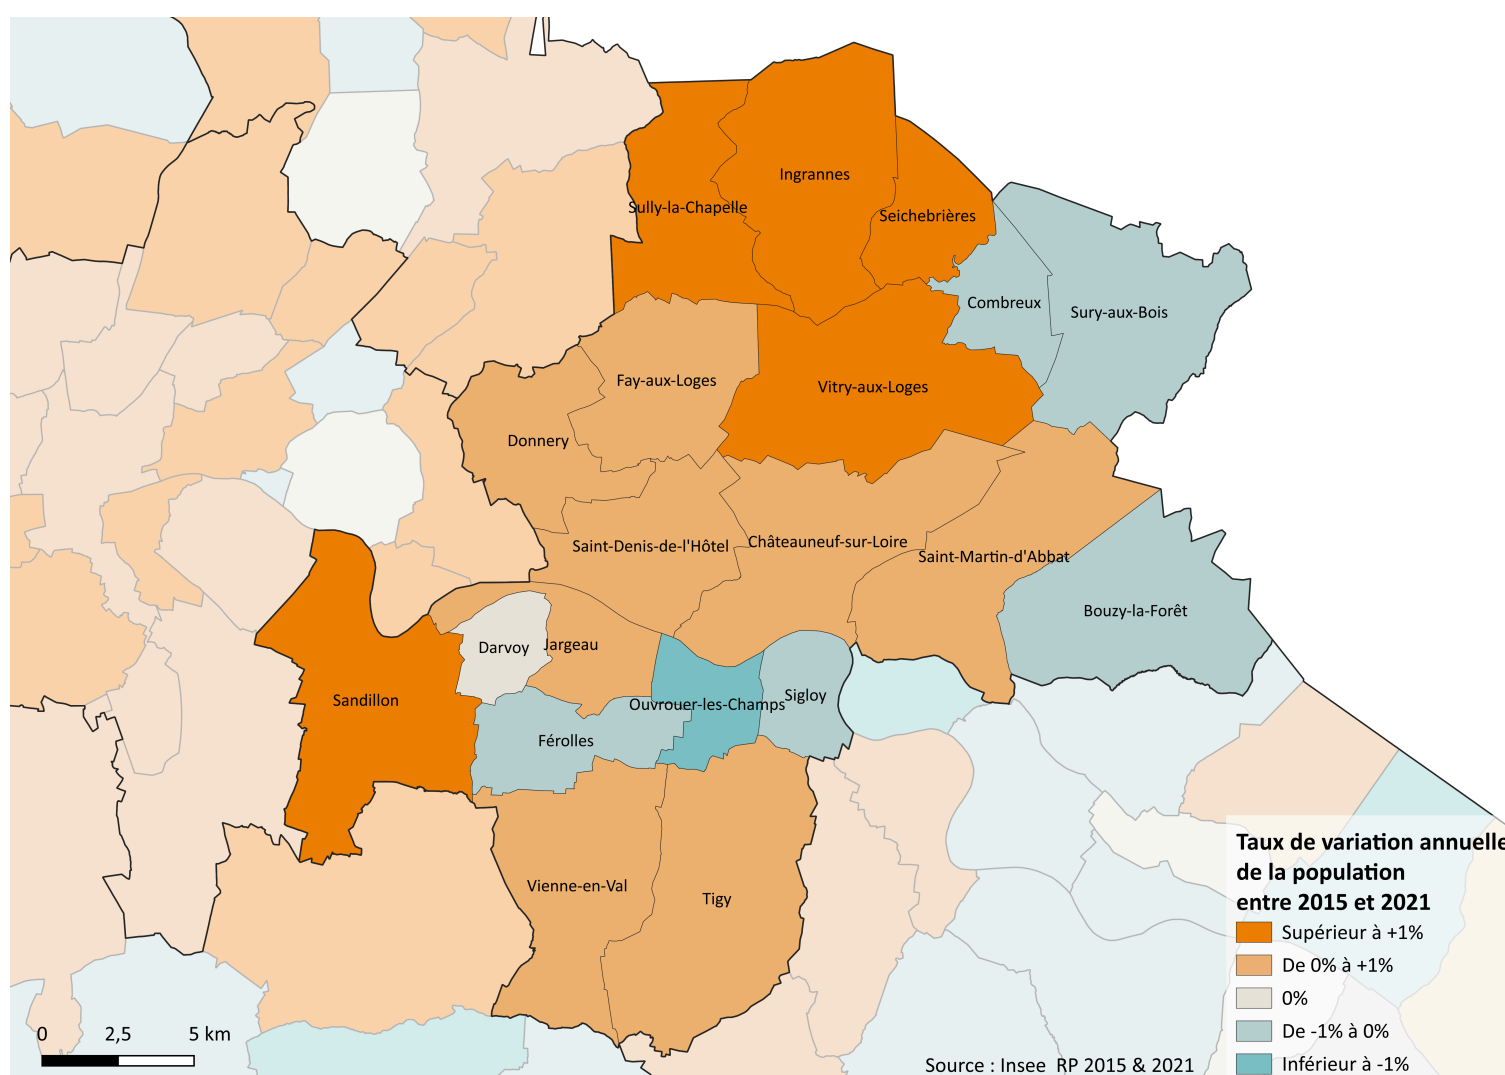 Ingrannes
Sully-la-Chapelle
Seichebrières
Combreux
Sury-aux-Bois
Fay-aux-Loges
Vitry-aux-Loges
Donnery
Saint-Denis-de-l'Hôtel
Châteauneuf-sur-Loire
Saint-Martin-d'Abbat
Bouzy-la-Forêt
Darvoy
Jargeau
Sandillon
Ouvrouer-les-Champs
Sigloy
Férolles
Vienne-en-Val
Tigy
Taux de variation annuelle
de la population
entre 2015 et 2021
Supérieur à +1%
De 0% à +1%
0%
De -1% à 0%
Inférieur à -1%
0 2,5 5 km
Source : Insee RP 2015 & 2021